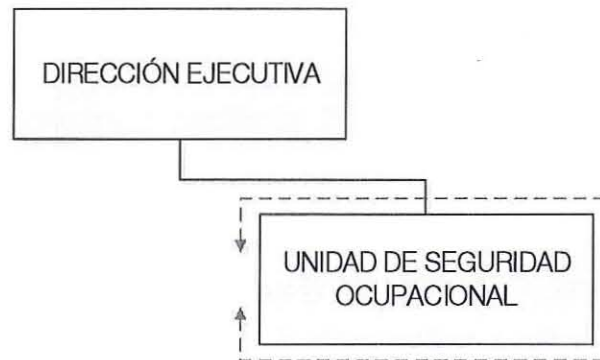 DIRECCIÓN EJECUTIVA
UNIDAD DE SEGURIDAD
OCUPACIONAL